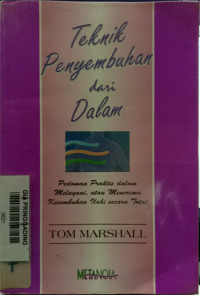 Teknik
Penyembuhan
dari
Dalam
Pedoman Praktis dalam
Melayani, atau Menerima
Kesembuhan Ilahi secara Total
TOM MARSHALL
METANOIA